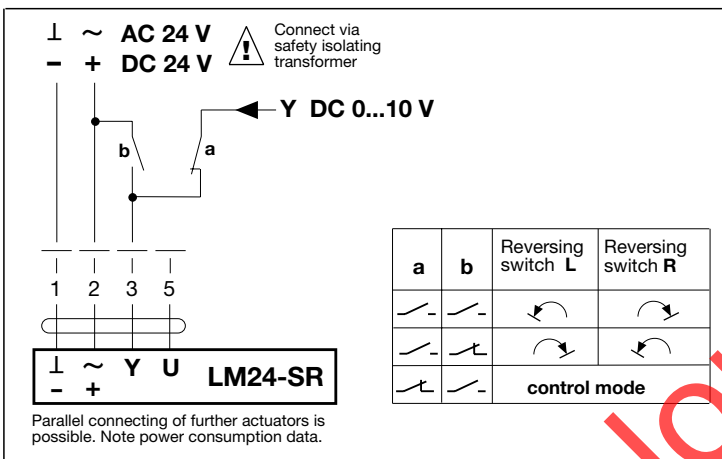 ⊥ ~ AC 24 V
– + DC 24 V
!
Connect via
safety isolating
transformer
Y DC 0...10 V
b
a
1 2 3 5
⊥ ~ Y U
– +
LM24-SR
Parallel connecting of further actuators is
possible. Note power consumption data.
a b Reversing switch L Reversing switch R
control mode